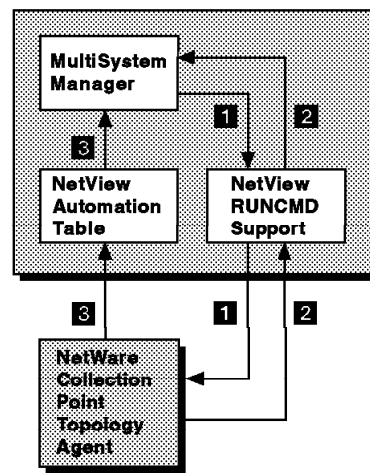 MultiSystem
Manager
1
2
3
NetView
Automation
Table
NetView
RUNCMD
Support
3
1
2
NetWare
Collection
Point
Topology
Agent